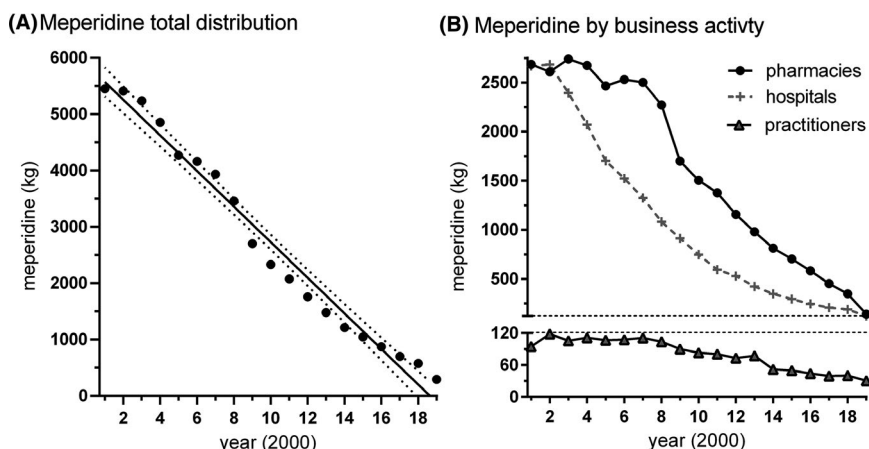 (A) Meperidine total distribution
6000
5000
4000
3000
2000
1000
0
meperidine (kg)
2 4 6 8 10 12 14 16 18
year (2000)
(B) Meperidine by business activty
pharmacies
hospitals
practitioners
2500
2000
1500
1000
500
120
60
0
meperidine (kg)
2 4 6 8 10 12 14 16 18
year (2000)